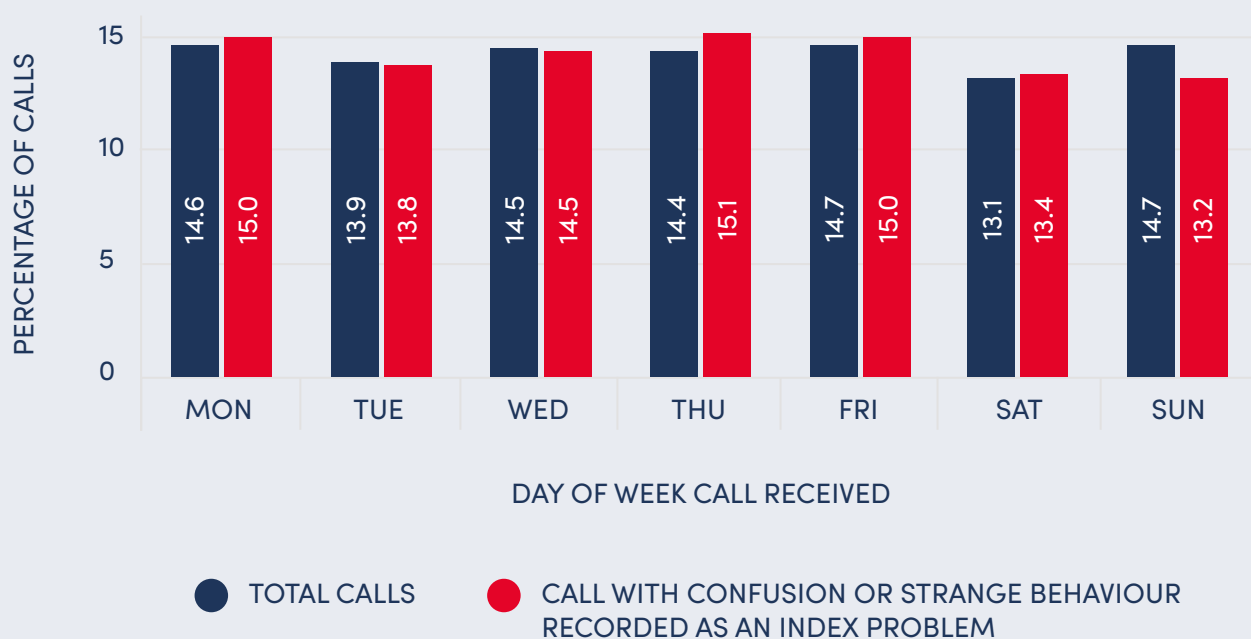 PERCENTAGE OF CALLS
15
10
5
0
14.6 15.0 13.9 13.8 14.5 14.5 14.4 15.1 14.7 15.0 13.1 13.4 14.7 13.2
MON TUE WED THU FRI SAT SUN
DAY OF WEEK CALL RECEIVED
TOTAL CALLS
CALL WITH CONFUSION OR STRANGE BEHAVIOUR
RECORDED AS AN INDEX PROBLEM